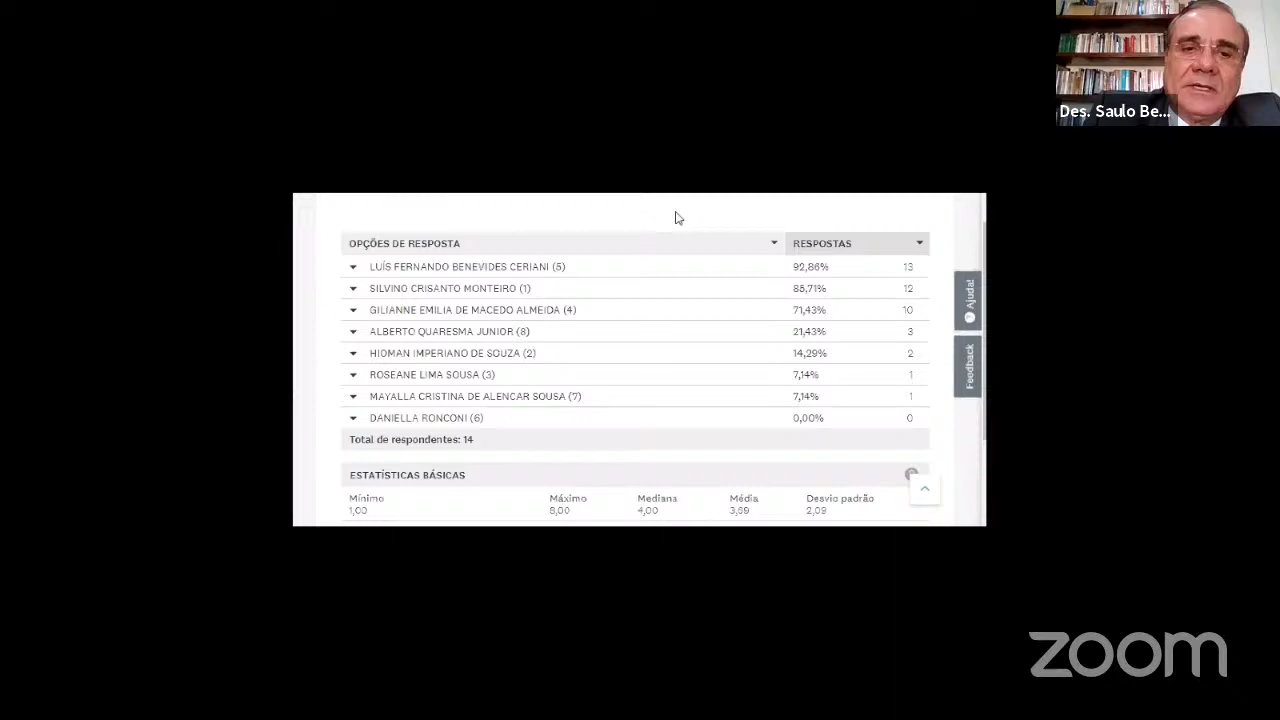 Des. Saulo Be...
OPÇÕES DE RESPOSTA RESPOSTAS
LUÍS FERNANDO BENEVIDES CERIANI (5) 92,86% 13
SILVINO CRISANTO MONTEIRO (1) 85,71% 12
GILIANNE EMILIA DE MACEDO ALMEIDA (4) 71,43% 10
ALBERTO QUARESMA JUNIOR (8) 21,43% 3
HIDMAN IMPERIANO DE SOUZA (2) 14,29% 2
ROSEANE LIMA SOUSA (3) 7,14% 1
MAYALLA CRISTINA DE ALENCAR SOUSA (7) 7,14% 1
DANIELLA RONCONI (6) 0,00% 0
Total de respondentes: 14
ESTATÍSTICAS BÁSICAS
Mínimo Máximo Mediana Média Desvio padrão
1,00 8,00 4,00 3,69 2,09
Ajuda!
Feedback
zoom